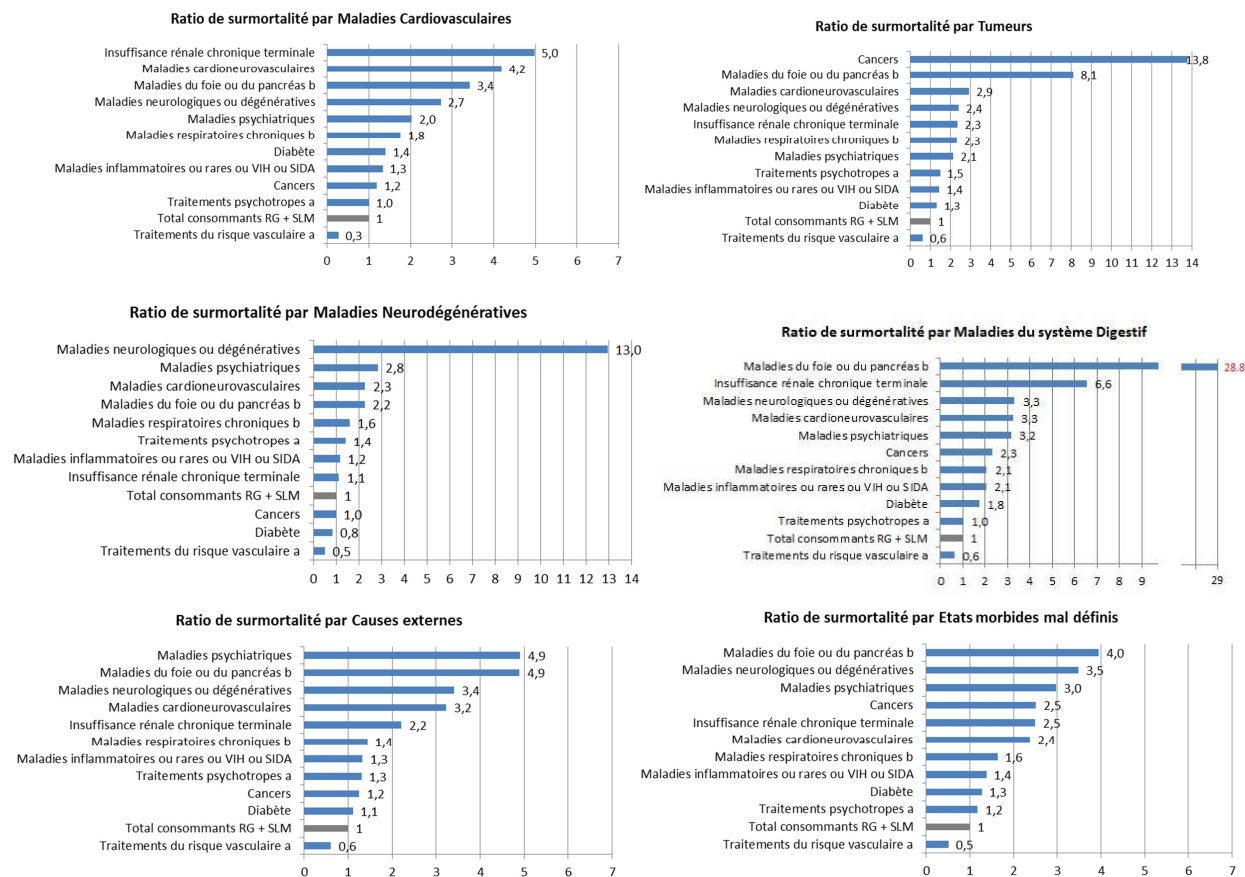 Ratio de surmortalité par Maladies Cardiovasculaires
Insuffisance rénale chronique terminale 5,0
Maladies cardioneurovasculaires 4,2
Maladies du foie ou du pancréas b 3,4
Maladies neurologiques ou dégénératives 2,7
Maladies psychiatriques 2,0
Maladies respiratoires chroniques b 1,8
Diabète 1,4
Maladies inflammatoires ou rares ou VIH ou SIDA 1,3
Cancers 1,2
Traitements psychotropes a 1,0
Total consommants RG + SLM 1
Traitements du risque vasculaire a 0,3
0 1 2 3 4 5 6 7
Ratio de surmortalité par Tumeurs
Cancers 13,8
Maladies du foie ou du pancréas b 8,1
Maladies cardioneurovasculaires 2,9
Maladies neurologiques ou dégénératives 2,4
Insuffisance rénale chronique terminale 2,3
Maladies respiratoires chroniques b 2,3
Maladies psychiatriques 2,1
Traitements psychotropes a 1,5
Maladies inflammatoires ou rares ou VIH ou SIDA 1,4
Diabète 1,3
Total consommants RG + SLM 1
Traitements du risque vasculaire a 0,6
0 1 2 3 4 5 6 7 8 9 10 11 12 13 14
Ratio de surmortalité par Maladies Neurodégénératives
Maladies neurologiques ou dégénératives 13,0
Maladies psychiatriques 2,8
Maladies cardioneurovasculaires 2,3
Maladies du foie ou du pancréas b 2,2
Maladies respiratoires chroniques b 1,6
Traitements psychotropes a 1,4
Maladies inflammatoires ou rares ou VIH ou SIDA 1,2
Insuffisance rénale chronique terminale 1,1
Total consommants RG + SLM 1
Cancers 1,0
Diabète 0,8
Traitements du risque vasculaire a 0,5
0 1 2 3 4 5 6 7 8 9 10 11 12 13 14
Ratio de surmortalité par Maladies du système Digestif
Maladies du foie ou du pancréas b 28.8
Insuffisance rénale chronique terminale 6,6
Maladies neurologiques ou dégénératives 3,3
Maladies cardioneurovasculaires 3,3
Maladies psychiatriques 3,2
Cancers 2,3
Maladies respiratoires chroniques b 2,1
Maladies inflammatoires ou rares ou VIH ou SIDA 2,1
Diabète 1,8
Traitements psychotropes a 1,0
Total consommants RG + SLM 1
Traitements du risque vasculaire a 0,6
0 1 2 3 4 5 6 7 8 9 29
Ratio de surmortalité par Causes externes
Maladies psychiatriques 4,9
Maladies du foie ou du pancréas b 4,9
Maladies neurologiques ou dégénératives 3,4
Maladies cardioneurovasculaires 3,2
Insuffisance rénale chronique terminale 2,2
Maladies respiratoires chroniques b 1,4
Maladies inflammatoires ou rares ou VIH ou SIDA 1,3
Traitements psychotropes a 1,3
Cancers 1,2
Diabète 1,1
Total consommants RG + SLM 1
Traitements du risque vasculaire a 0,6
0 1 2 3 4 5 6 7
Ratio de surmortalité par Etats morbides mal définis
Maladies du foie ou du pancréas b 4,0
Maladies neurologiques ou dégénératives 3,5
Maladies psychiatriques 3,0
Cancers 2,5
Insuffisance rénale chronique terminale 2,5
Maladies cardioneurovasculaires 2,4
Maladies respiratoires chroniques b 1,6
Maladies inflammatoires ou rares ou VIH ou SIDA 1,4
Diabète 1,3
Traitements psychotropes a 1,2
Total consommants RG + SLM 1
Traitements du risque vasculaire a 0,5
0 1 2 3 4 5 6 7